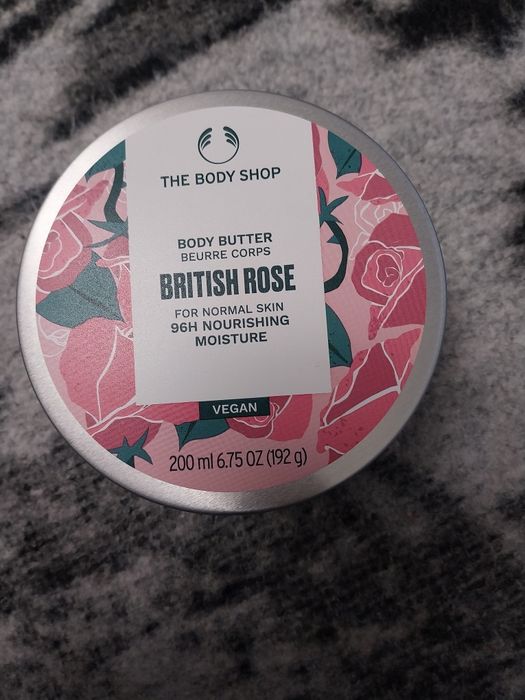 THE BODY SHOP
BODY BUTTER
BEURRE CORPS
BRITISH ROSE
FOR NORMAL SKIN
96H NOURISHING
MOISTURE
VEGAN
200 ml 6.75 OZ (192 g)